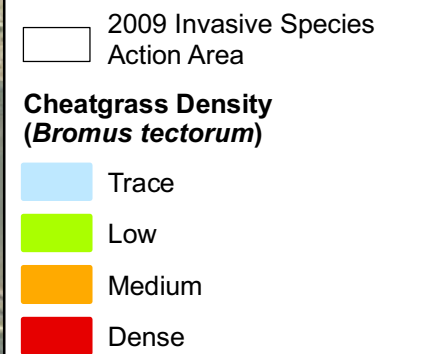 2009 Invasive Species
Action Area
Cheatgrass Density
(Bromus tectorum)
Trace
Low
Medium
Dense